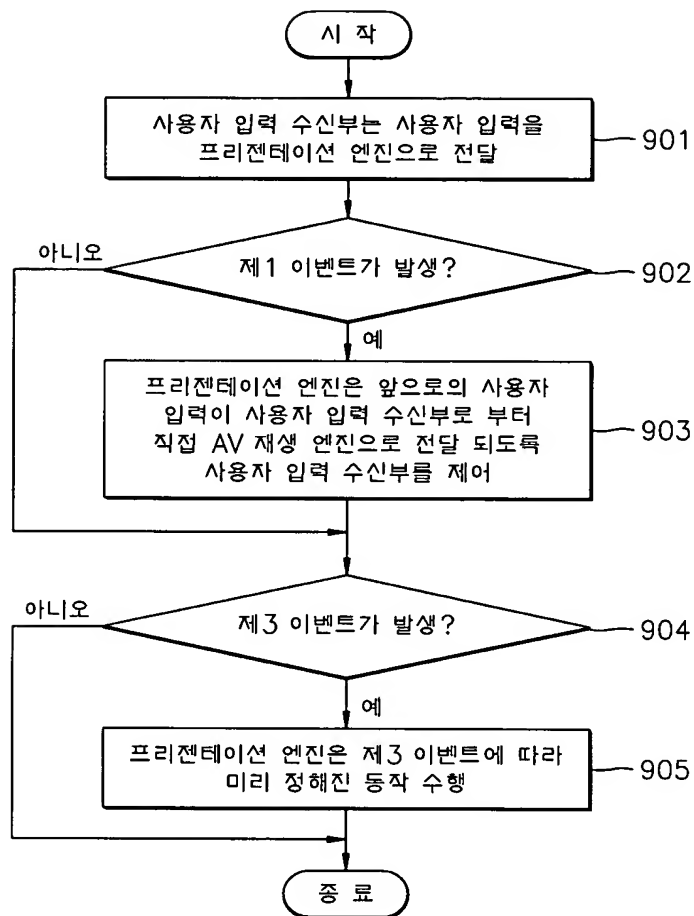 시 작
사용자 입력 수신부는 사용자 입력을
프리젠테이션 엔진으로 전달
901
아니오
제1 이벤트가 발생?
902
예
프리젠테이션 엔진은 앞으로의 사용자
입력이 사용자 입력 수신부로 부터
직접 AV 재생 엔진으로 전달 되도록
사용자 입력 수신부를 제어
903
아니오
제3 이벤트가 발생?
904
예
프리젠테이션 엔진은 제3 이벤트에 따라
미리 정해진 동작 수행
905
종 료